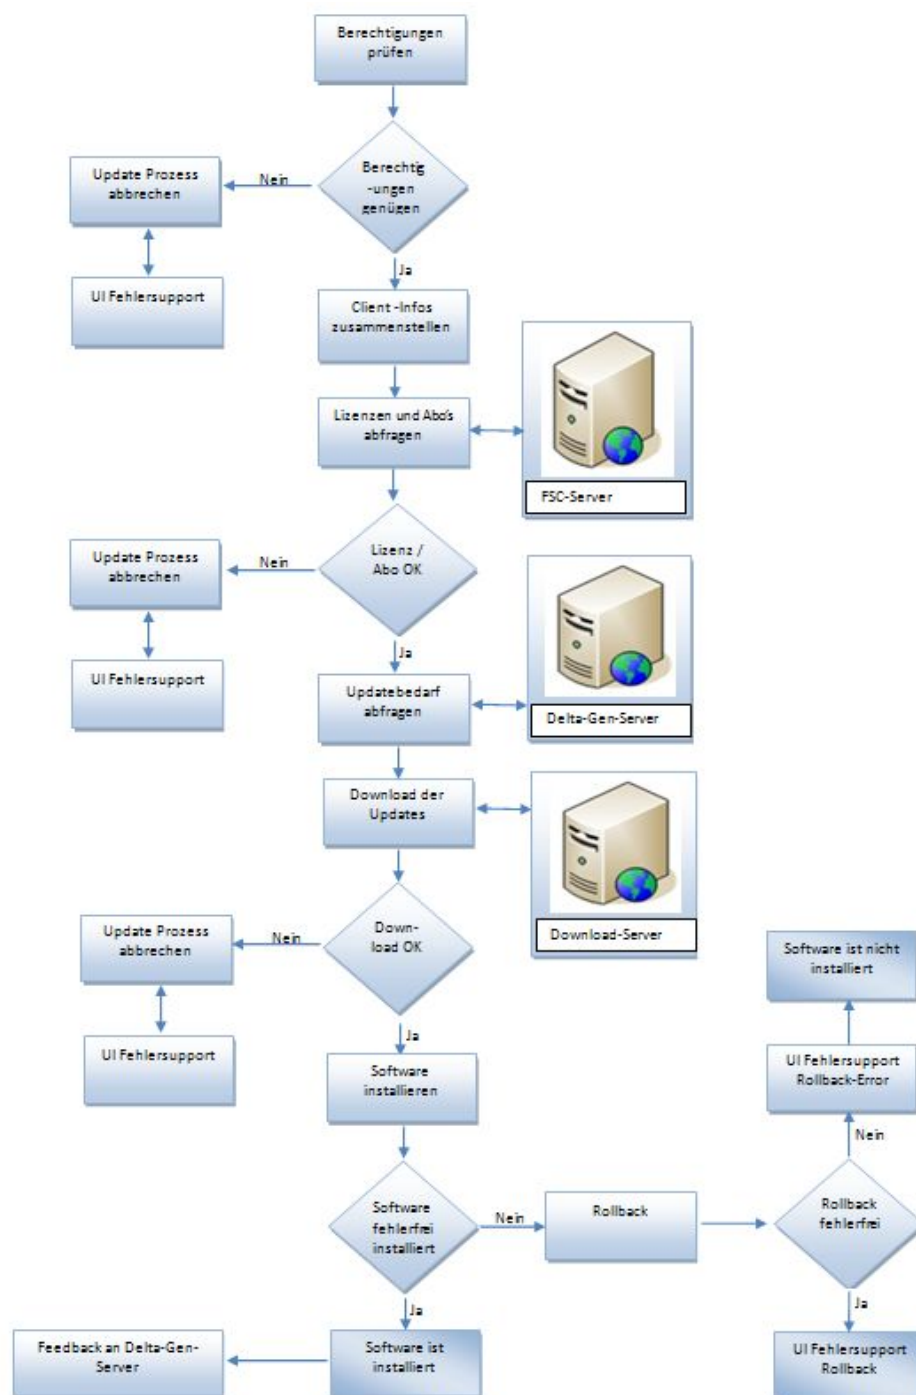 Berechtigungen
prüfen
Berechtig
-ungen
genügen
Nein
Update Prozess
abbrechen
UI Fehlersupport
Ja
Client -Infos
zusammenstellen
Lizenzen und Abo's
abfragen
FSC-Server
Lizenz /
Abo OK
Nein
Update Prozess
abbrechen
UI Fehlersupport
Ja
Updatebedarf
abfragen
Delta-Gen-Server
Download der
Updates
Download-Server
Down-
load OK
Nein
Update Prozess
abbrechen
UI Fehlersupport
Ja
Software
installieren
Software
fehlerfrei
installiert
Nein
Rollback
Rollback
fehlerfrei
Nein
UI Fehlersupport
Rollback-Error
Software ist nicht
installiert
Ja
UI Fehlersupport
Rollback
Ja
Software ist
installiert
Feedback an Delta-Gen-
Server